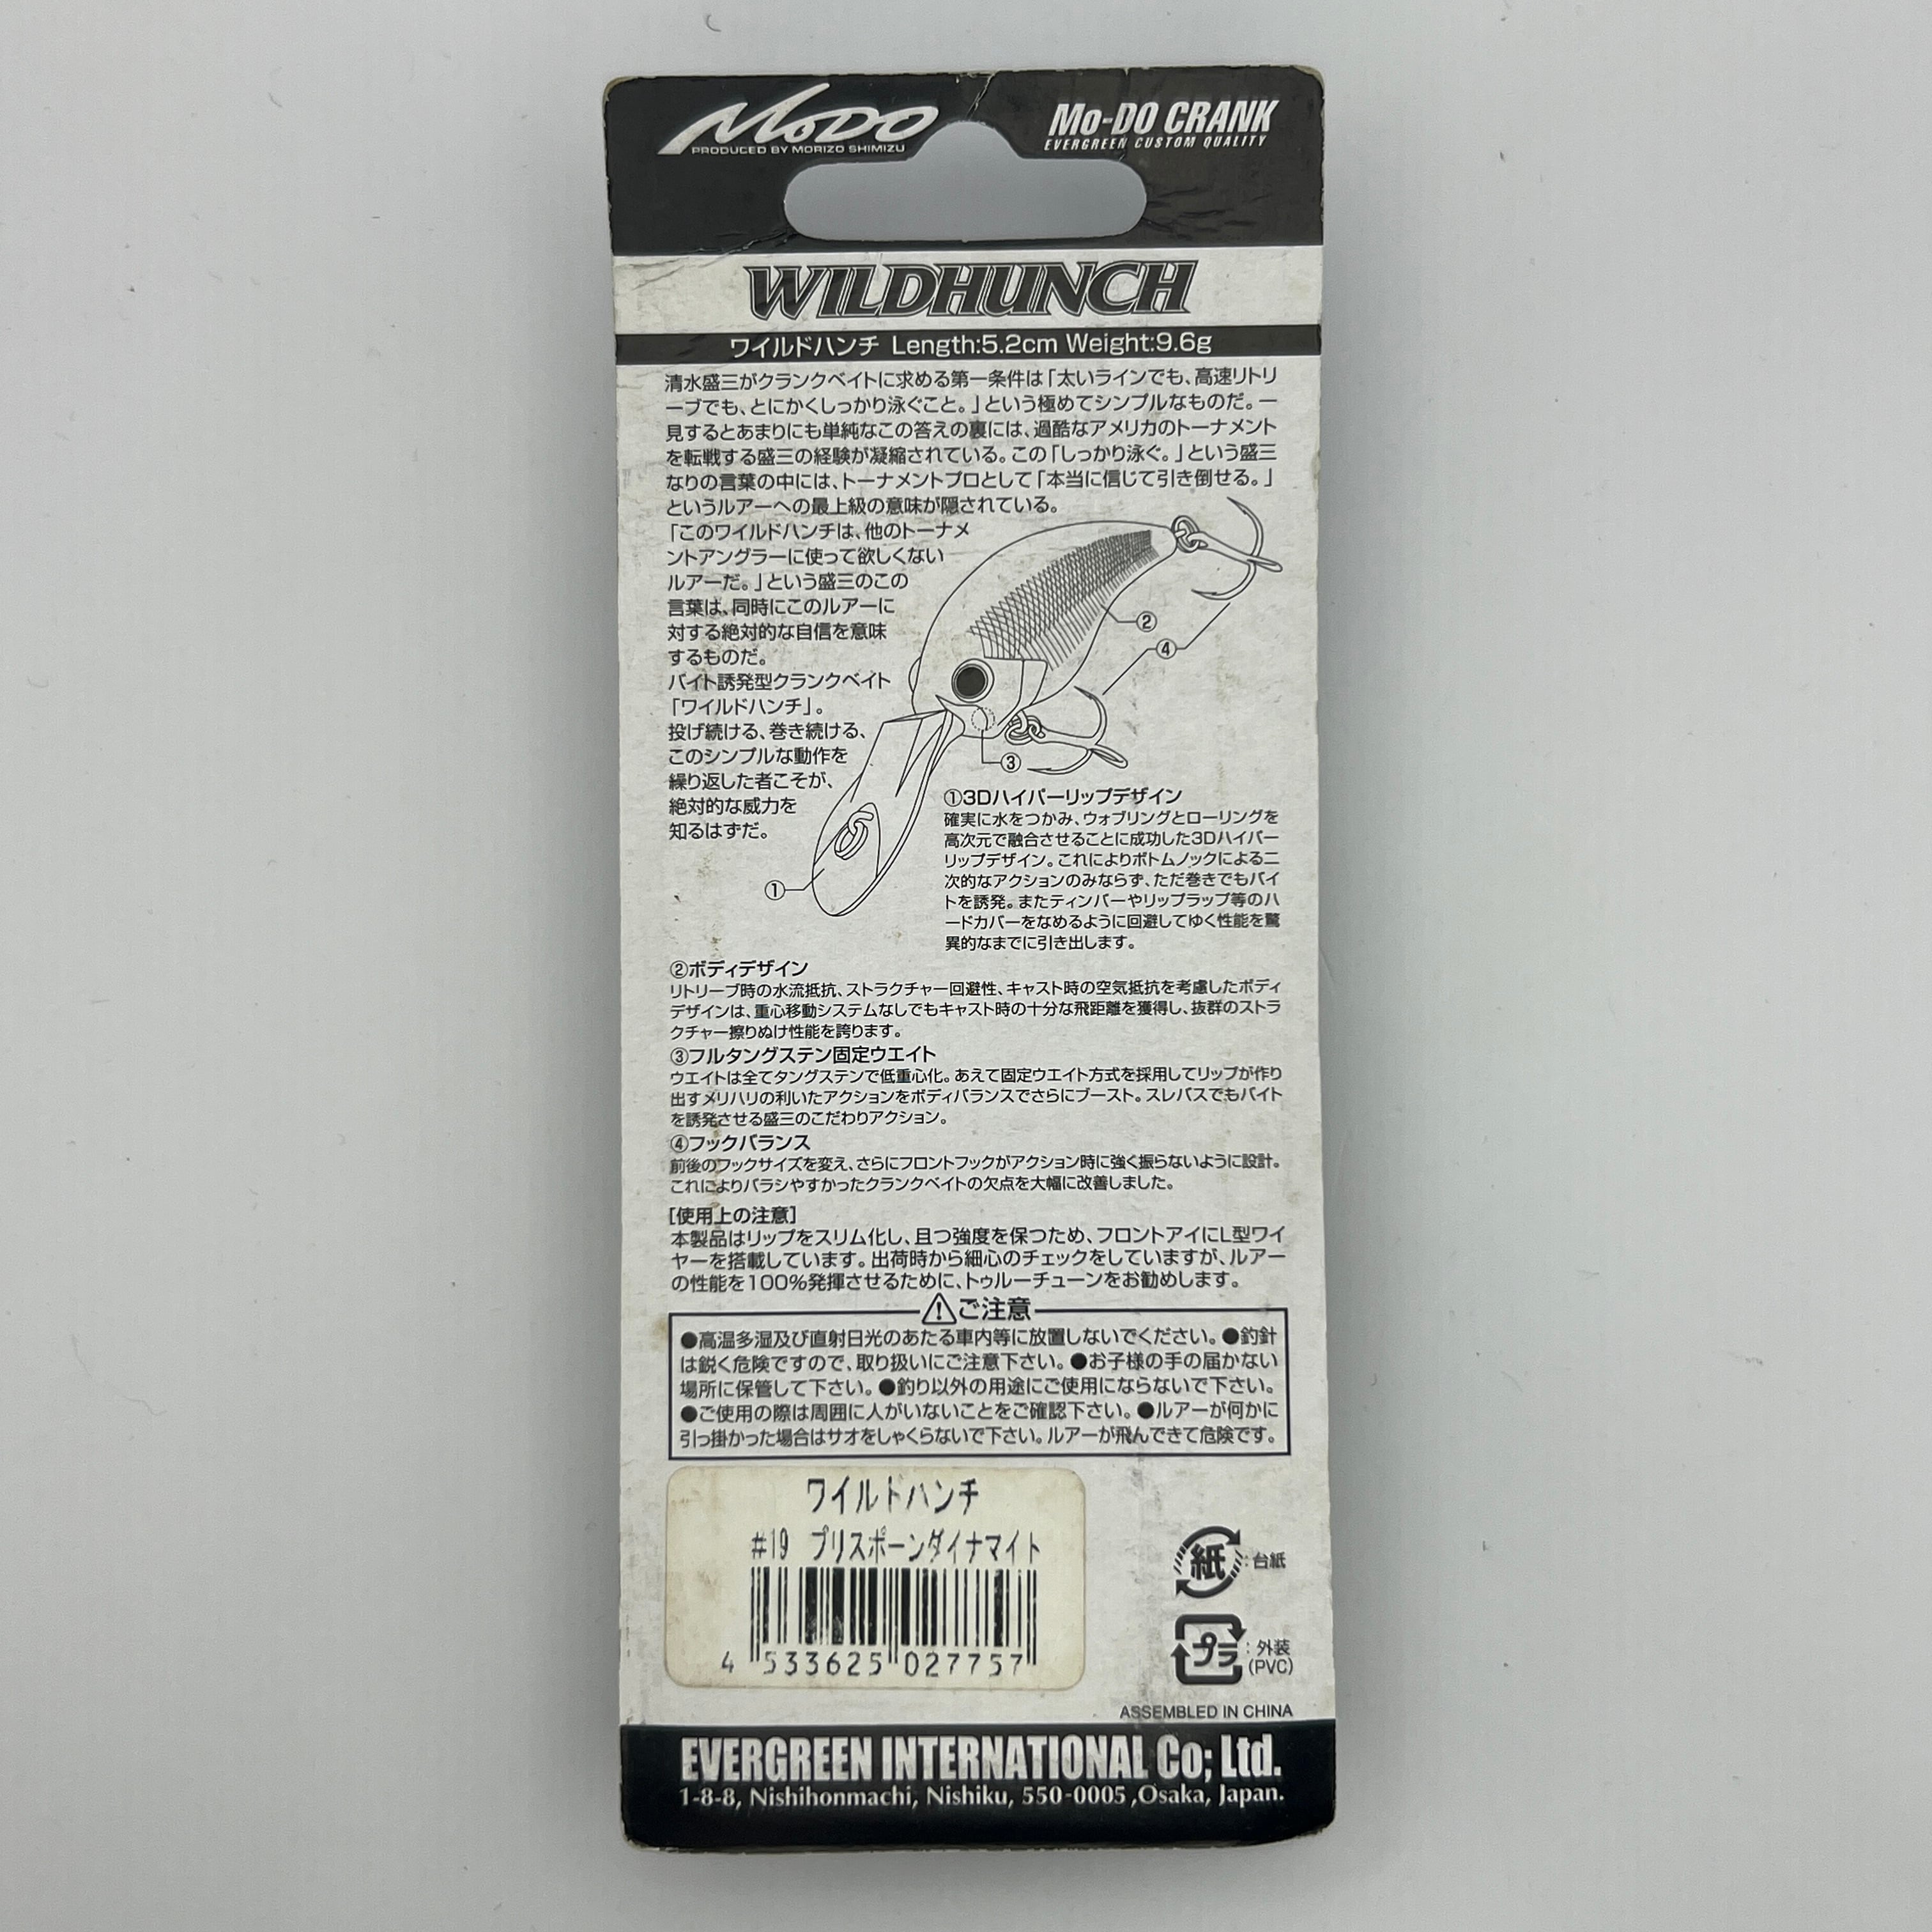 MoDO
PRODUCED BY MORIZO SHIMIZU
Mo-DO CRANK
EVERGREEN CUSTOM QUALITY
WILDHUNCH
ワイルドハンチ Length:5.2cm Weight:9.6g
清水盛三がクランクベイトに求める第一条件は「太いラインでも、高速リトリ
ーブでも、とにかくしっかり泳ぐこと。」という極めてシンプルなものだ。一
見するとあまりにも単純なこの答えの裏には、過酷なアメリカのトーナメント
を転戦する盛三の経験が凝縮されている。この「しっかり泳ぐ。」という盛三
なりの言葉の中には、トーナメントプロとして「本当に信じて引き倒せる。」
というルアーへの最上級の意味が隠されている。
「このワイルドハンチは、他のトーナメ
ントアングラーに使って欲しくない
ルアーだ。」という盛三のこの
言葉は、同時にこのルアーに
対する絶対的な自信を意味
するものだ。
バイト誘発型クランクベイト
「ワイルドハンチ」。
投げ続ける、巻き続ける、
このシンプルな動作を
繰り返した者こそが、
絶対的な威力を
知るはずだ。
②
④
③
①
①3Dハイパーリップデザイン
確実に水をつかみ、ウォブリングとローリングを
高次元で融合させることに成功した3Dハイパー
リップデザイン。これによりボトムノックによる二
次的なアクションのみならず、ただ巻きでもバイ
トを誘発。またティンバーやリップラップ等のハ
ードカバーをなめるように回避してゆく性能を驚
異的なまでに引き出します。
②ボディデザイン
リトリーブ時の水流抵抗、ストラクチャー回避性、キャスト時の空気抵抗を考慮したボディ
デザインは、重心移動システムなしでもキャスト時の十分な飛距離を獲得し、抜群のストラ
クチャー擦りぬけ性能を誇ります。
③フルタングステン固定ウエイト
ウエイトは全てタングステンで低重心化。あえて固定ウエイト方式を採用してリップが作り
出すメリハリの利いたアクションをボディバランスでさらにブースト。スレバスでもバイト
を誘発させる盛三のこだわりアクション。
④フックバランス
前後のフックサイズを変え、さらにフロントフックがアクション時に強く振らないように設計。
これによりバラシやすかったクランクベイトの欠点を大幅に改善しました。
[使用上の注意]
本製品はリップをスリム化し、且つ強度を保つため、フロントアイにL型ワイ
ヤーを搭載しています。出荷時から細心のチェックをしていますが、ルアー
の性能を100%発揮させるために、トゥルーチューンをお勧めします。
⚠ご注意
●高温多湿及び直射日光のあたる車内等に放置しないでください。●釣針
は鋭く危険ですので、取り扱いにご注意下さい。●お子様の手の届かない
場所に保管して下さい。●釣り以外の用途にご使用にならないで下さい。
●ご使用の際は周囲に人がいないことをご確認下さい。●ルアーが何かに
引っ掛かった場合はサオをしゃくらないで下さい。ルアーが飛んできて危険です。
ワイルドハンチ
#19 プリスポーンダイナマイト
4 533625 027757
紙:台紙
プラ:外装
(PVC)
ASSEMBLED IN CHINA
EVERGREEN INTERNATIONAL Co; Ltd.
1-8-8, Nishihonmachi, Nishiku, 550-0005 ,Osaka, Japan.